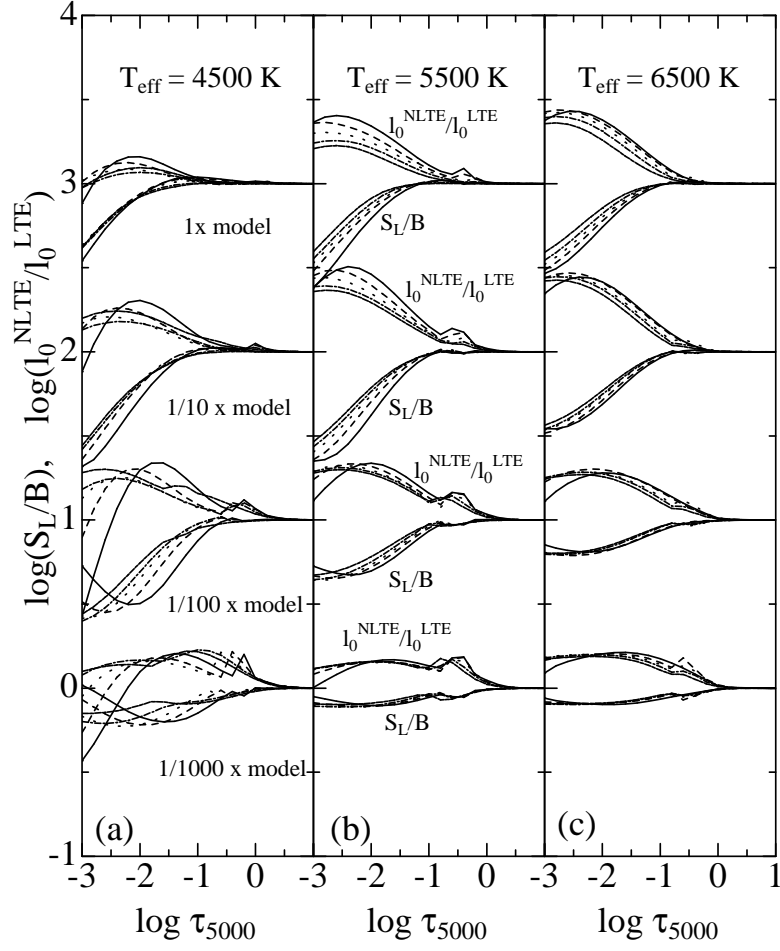 4
3
2
1
0
-1
log(S_L/B), log(l_0^NLTE/l_0^LTE)
T_eff = 4500 K
1x model
1/10 x model
1/100 x model
1/1000 x model
(a)
T_eff = 5500 K
l_0^NLTE/l_0^LTE
S_L/B
l_0^NLTE/l_0^LTE
S_L/B
l_0^NLTE/l_0^LTE
S_L/B
l_0^NLTE/l_0^LTE
S_L/B
(b)
T_eff = 6500 K
(c)
-3 -2 -1 0 -3 -2 -1 0 -3 -2 -1 0 1
log τ_5000 log τ_5000 log τ_5000